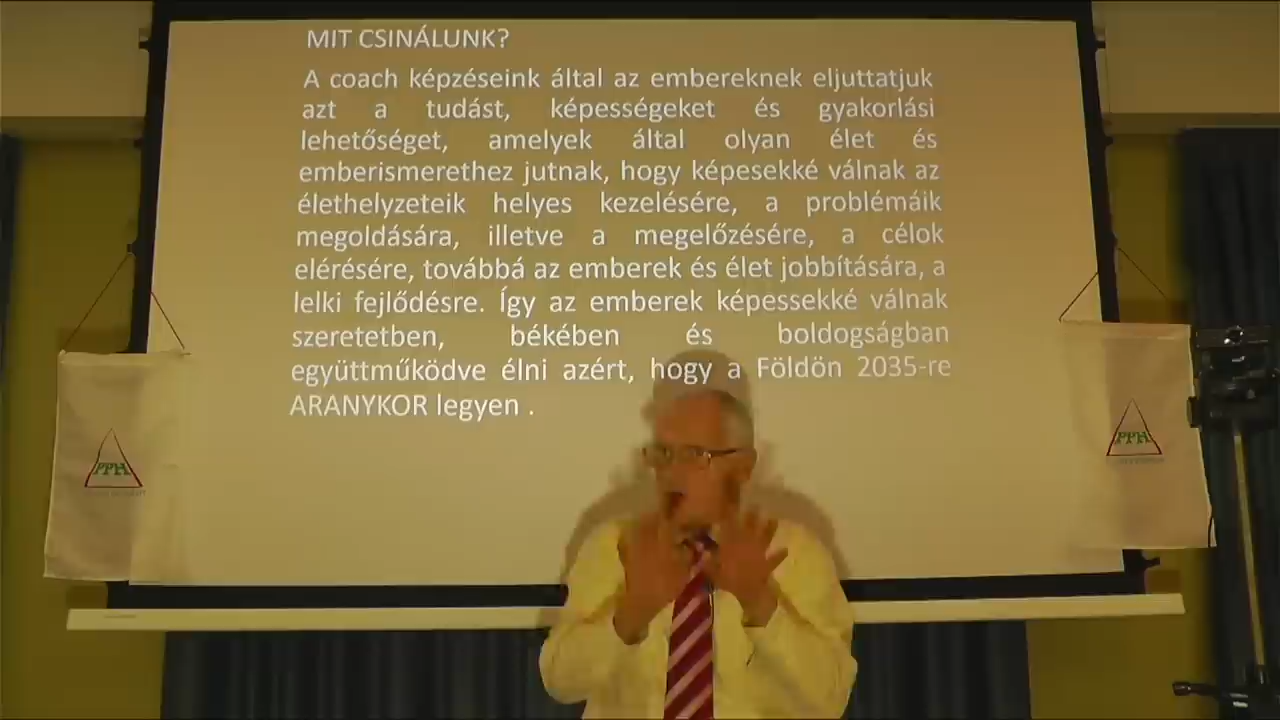 MIT CSINÁLUNK?
A coach képzéseink által az embereknek eljuttatjuk
azt a tudást, képességeket és gyakorlási
lehetőséget, amelyek által olyan élet és
emberismerethez jutnak, hogy képesekké válnak az
élethelyzeteik helyes kezelésére, a problémáik
megoldására, illetve a megelőzésére, a célok
elérésére, továbbá az emberek és élet jobbítására, a
lelki fejlődésre. Így az emberek képessekké válnak
szeretetben, békében és boldogságban
együttműködve élni azért, hogy a Földön 2035-re
ARANYKOR legyen .
PPH
PPH